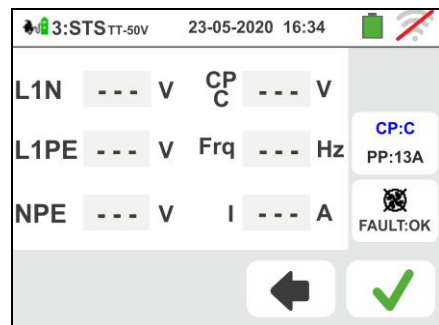 3:STS TT-50V 23-05-2020 16:34
L1N --- V CP C --- V
L1PE --- V Frq --- Hz
NPE --- V I --- A
CP:C
PP:13A
FAULT:OK